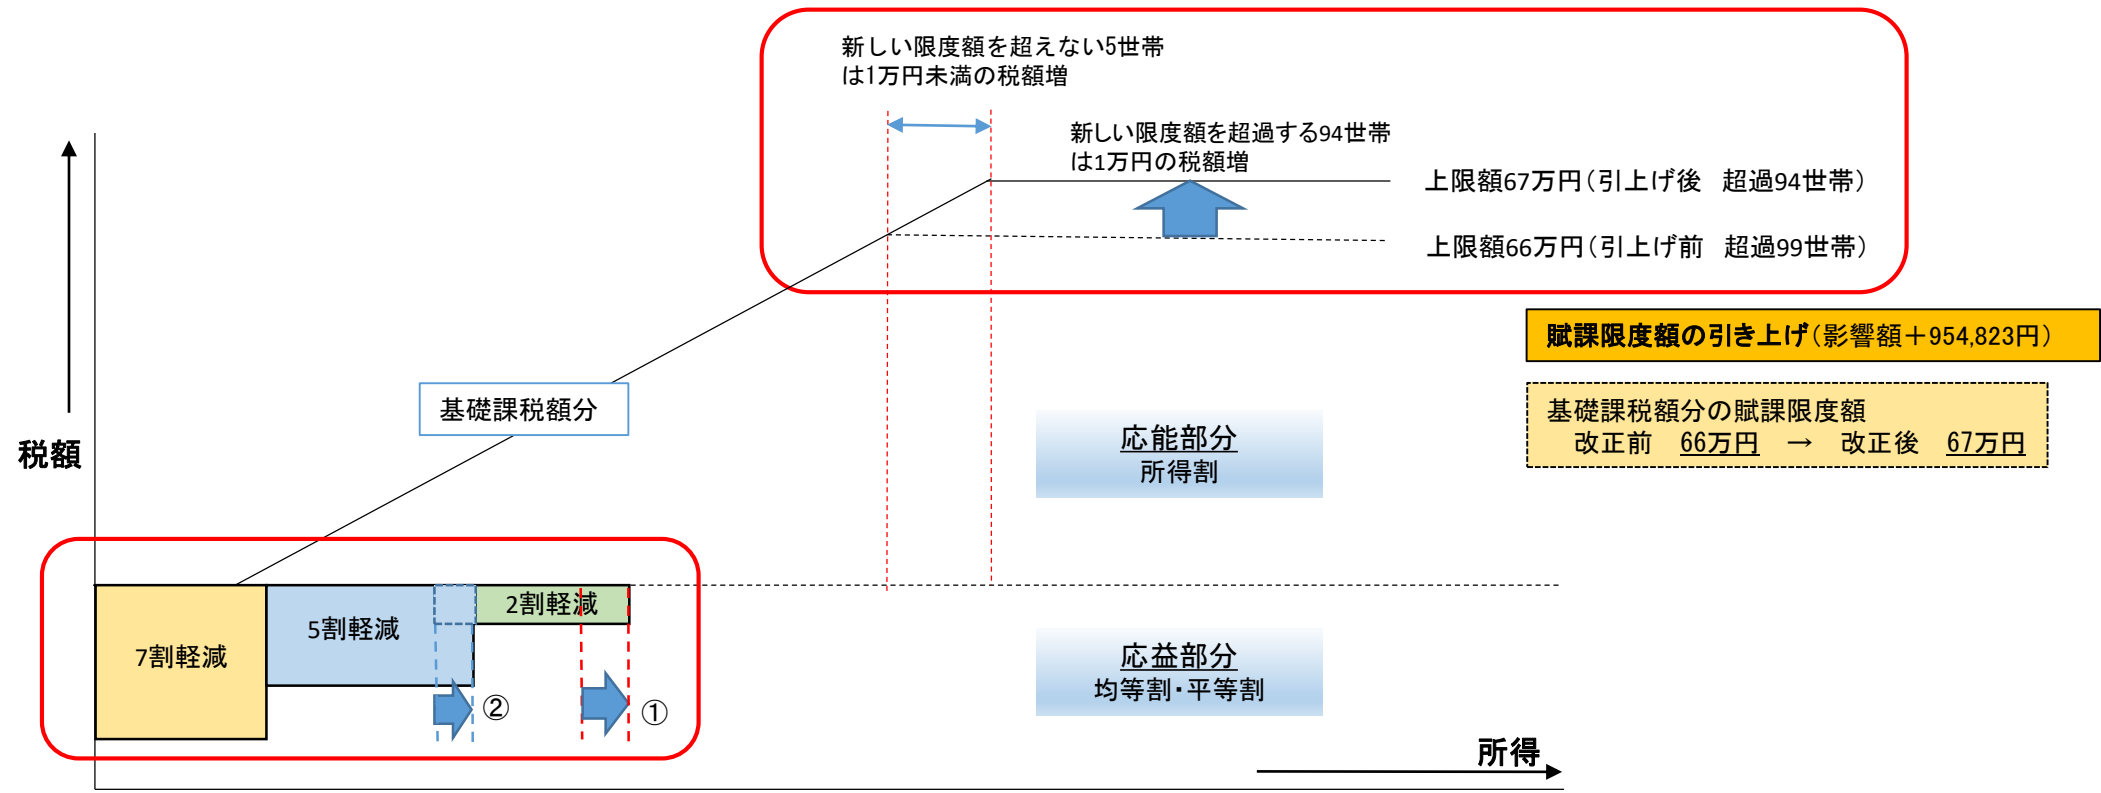 新しい限度額を超えない5世帯
は1万円未満の税額増
新しい限度額を超過する94世帯
は1万円の税額増
上限額67万円(引上げ後　超過94世帯)
上限額66万円(引上げ前　超過99世帯)
賦課限度額の引き上げ(影響額＋954,823円)
基礎課税額分の賦課限度額
改正前　66万円　→　改正後　67万円
基礎課税額分
税額
応能部分
所得割
7割軽減
5割軽減
2割軽減
②
①
応益部分
均等割・平等割
所得